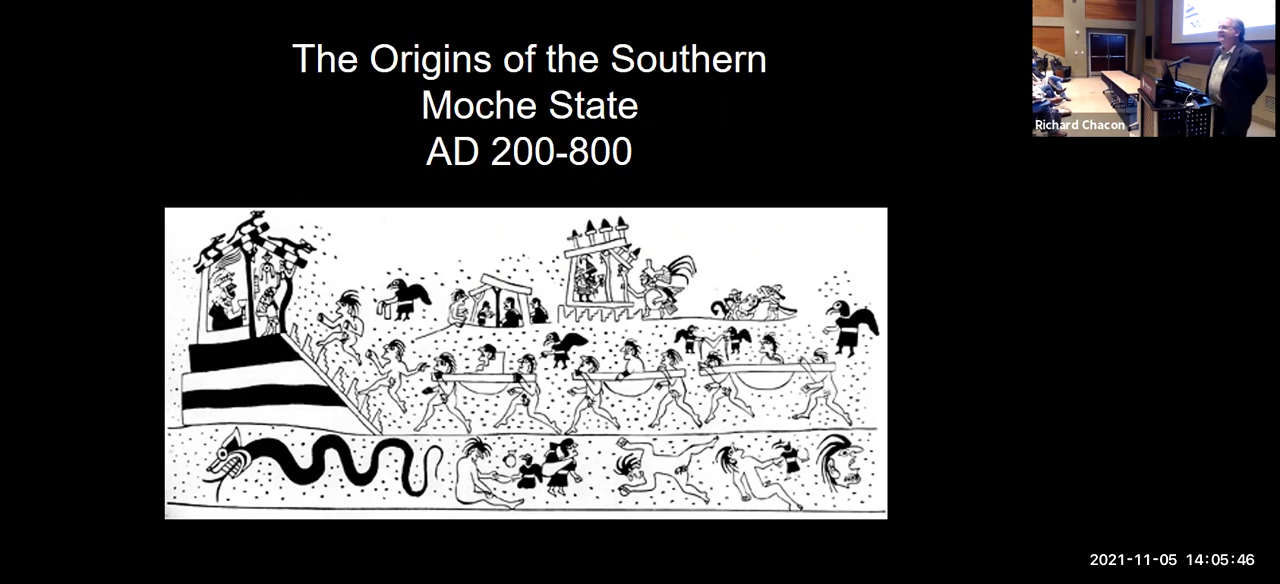 The Origins of the Southern
Moche State
AD 200-800
Richard Chacon
2021-11-05 14:05:46